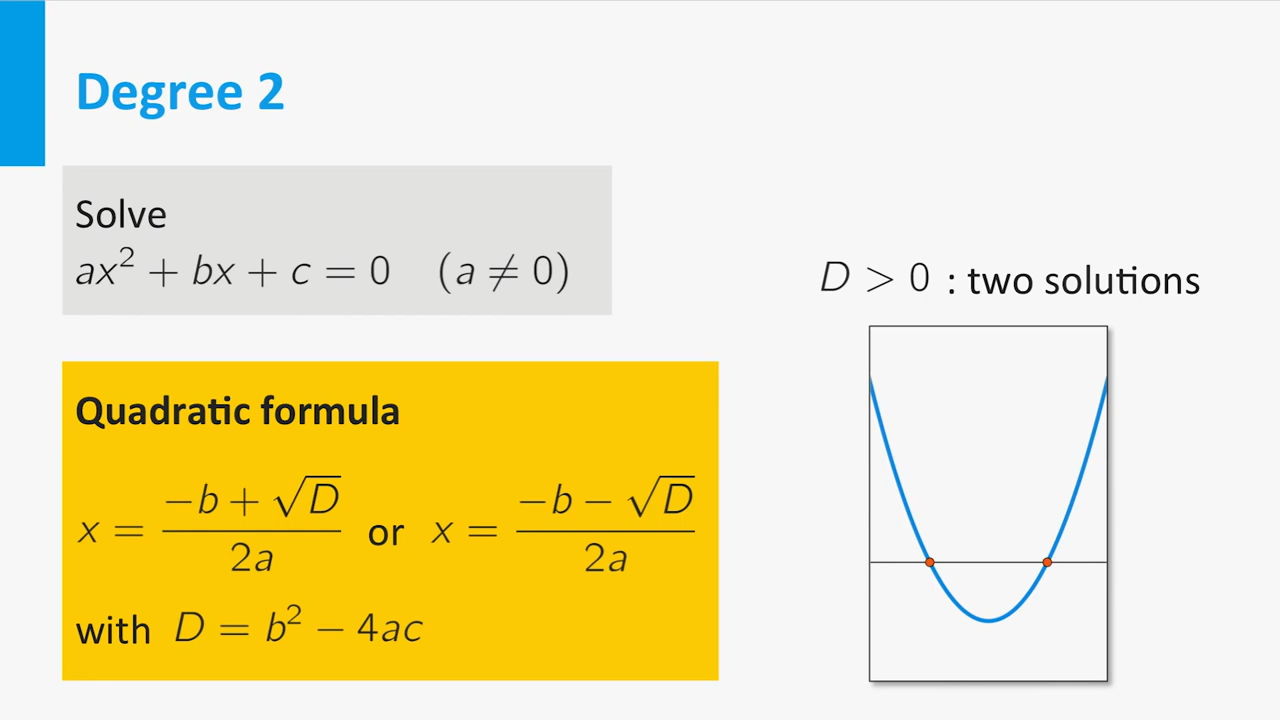 Degree 2
Solve
ax² + bx + c = 0 (a ≠ 0)
Quadratic formula
x = (−b + √D)/(2a) or x = (−b − √D)/(2a)
with D = b² − 4ac
D > 0 : two solutions